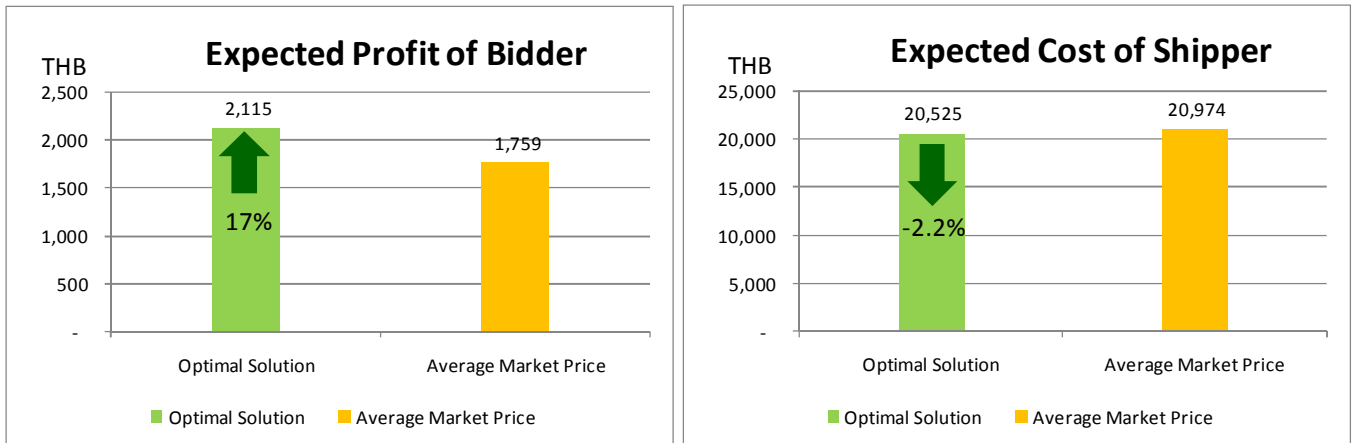 Expected Profit of Bidder
THB
2,500
2,000
1,500
1,000
500
-
2,115
17%
1,759
Optimal Solution
Average Market Price
Optimal Solution
Average Market Price
Expected Cost of Shipper
THB
25,000
20,000
15,000
10,000
5,000
-
20,525
-2.2%
20,974
Optimal Solution
Average Market Price
Optimal Solution
Average Market Price